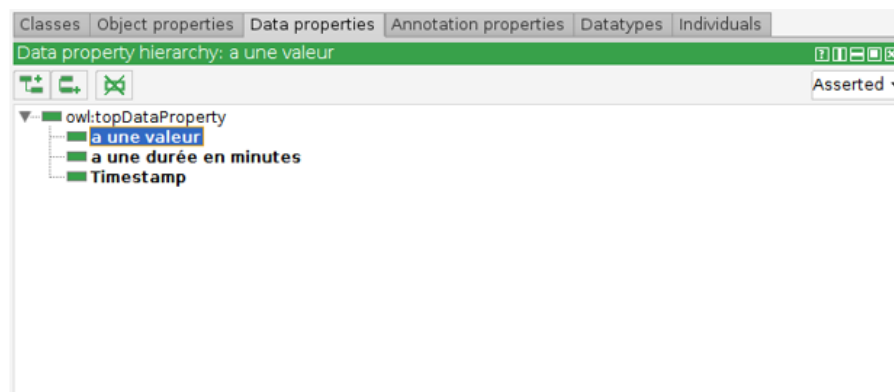 Classes Object properties Data properties Annotation properties Datatypes Individuals
Data property hierarchy: a une valeur
Asserted
owl:topDataProperty
a une valeur
a une durée en minutes
Timestamp